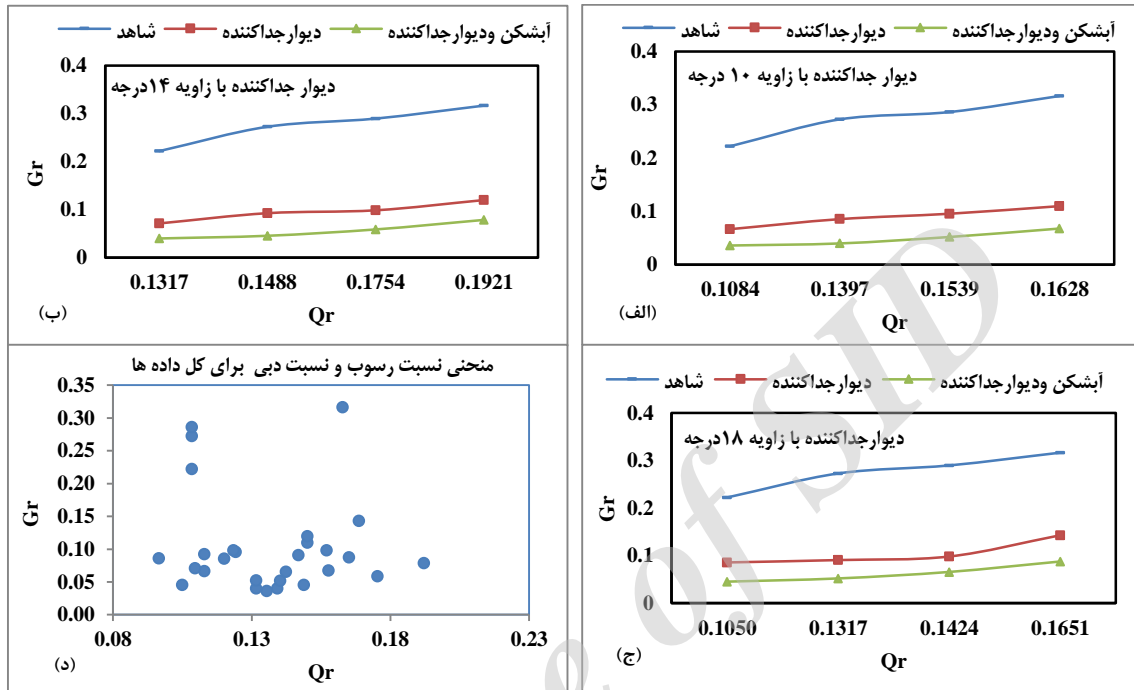 شاهد دیوارجداکننده آبشکن ودیوارجداکننده
دیوار جداکننده با زاویه ۱۰ درجه
0.4
0.3
0.2
0.1
0
Gr
0.1084 0.1397 0.1539 0.1628
Qr
(الف)
شاهد دیوارجداکننده آبشکن ودیوارجداکننده
دیوار جداکننده با زاویه ۱۴درجه
0.4
0.3
0.2
0.1
0
Gr
0.1317 0.1488 0.1754 0.1921
Qr
(ب)
شاهد دیوارجداکننده آبشکن ودیوارجداکننده
دیوارجداکننده با زاویه ۱۸درجه
0.4
0.3
0.2
0.1
0
Gr
0.1050 0.1317 0.1424 0.1651
Qr
(ج)
منحنی نسبت رسوب و نسبت دبی برای کل داده ها
0.35
0.30
0.25
0.20
0.15
0.10
0.05
0.00
Gr
0.08 0.13 0.18 0.23
Qr
(د)
e of SID